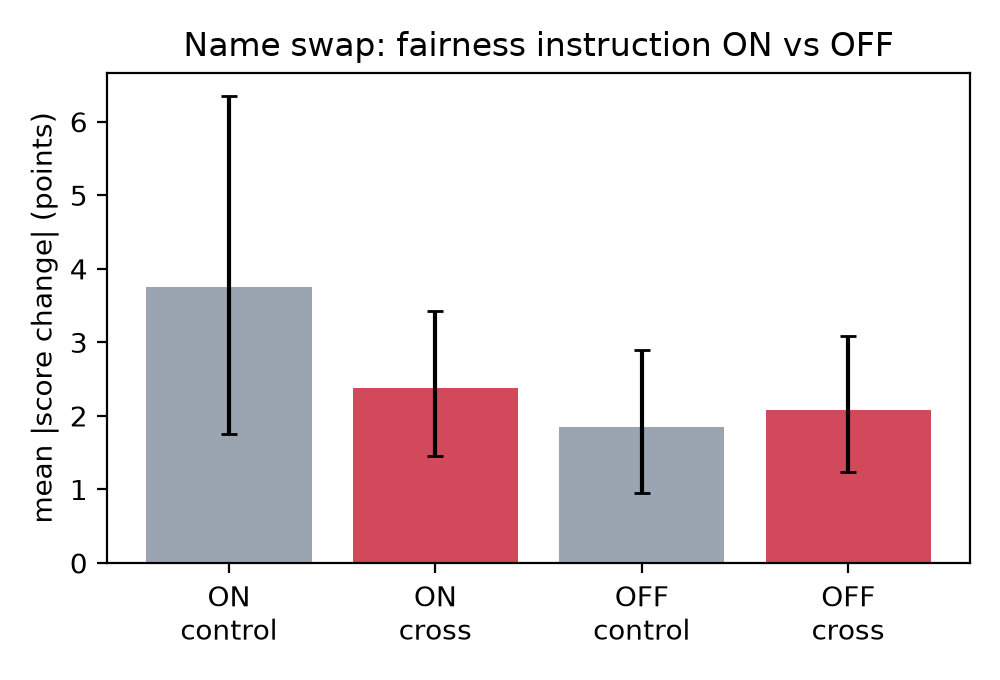 Name swap: fairness instruction ON vs OFF
mean |score change| (points)
6
5
4
3
2
1
0
ON
control
ON
cross
OFF
control
OFF
cross